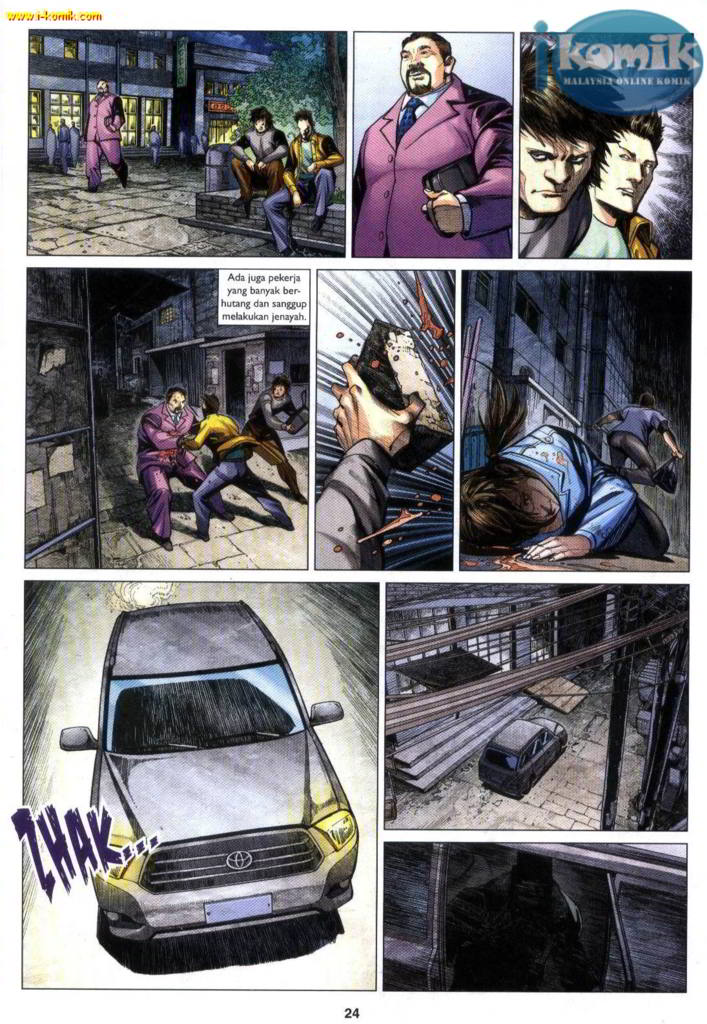 www.i-komik.com
ikomik
MALAYSIA ONLINE KOMIK
Ada juga pekerja
yang banyak ber-
hutang dan sanggup
melakukan jenayah.
ZHAK...
24